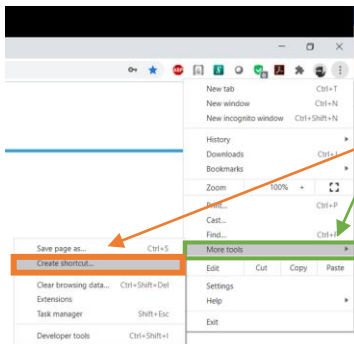 New tab Ctrl+T
New window Ctrl+N
New incognito window Ctrl+Shift+N
History
Downloads Ctrl+J
Bookmarks
Zoom 100% +
Print... Ctrl+P
Cast...
Find... Ctrl+F
More tools
Edit Cut Copy Paste
Settings
Help
Exit
Save page as... Ctrl+S
Create shortcut...
Clear browsing data... Ctrl+Shift+Del
Extensions
Task manager Shift+Esc
Developer tools Ctrl+Shift+I